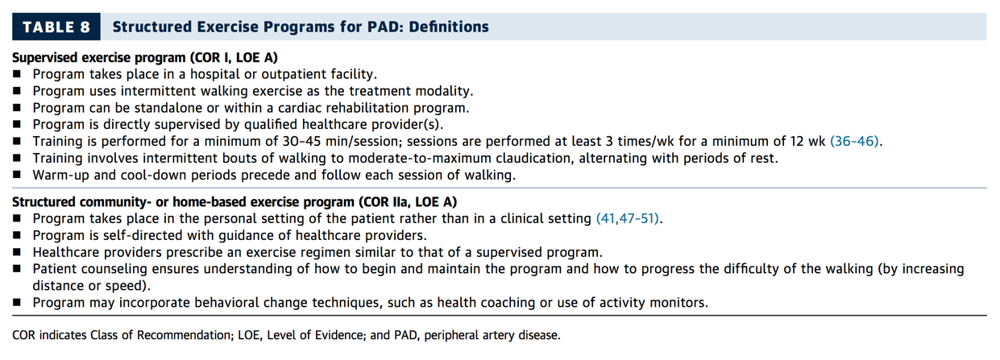 TABLE 8 Structured Exercise Programs for PAD: Definitions
Supervised exercise program (COR I, LOE A)
■ Program takes place in a hospital or outpatient facility.
■ Program uses intermittent walking exercise as the treatment modality.
■ Program can be standalone or within a cardiac rehabilitation program.
■ Program is directly supervised by qualified healthcare provider(s).
■ Training is performed for a minimum of 30–45 min/session; sessions are performed at least 3 times/wk for a minimum of 12 wk (36–46).
■ Training involves intermittent bouts of walking to moderate-to-maximum claudication, alternating with periods of rest.
■ Warm-up and cool-down periods precede and follow each session of walking.
Structured community- or home-based exercise program (COR IIa, LOE A)
■ Program takes place in the personal setting of the patient rather than in a clinical setting (41,47–51).
■ Program is self-directed with guidance of healthcare providers.
■ Healthcare providers prescribe an exercise regimen similar to that of a supervised program.
■ Patient counseling ensures understanding of how to begin and maintain the program and how to progress the difficulty of the walking (by increasing
distance or speed).
■ Program may incorporate behavioral change techniques, such as health coaching or use of activity monitors.
COR indicates Class of Recommendation; LOE, Level of Evidence; and PAD, peripheral artery disease.